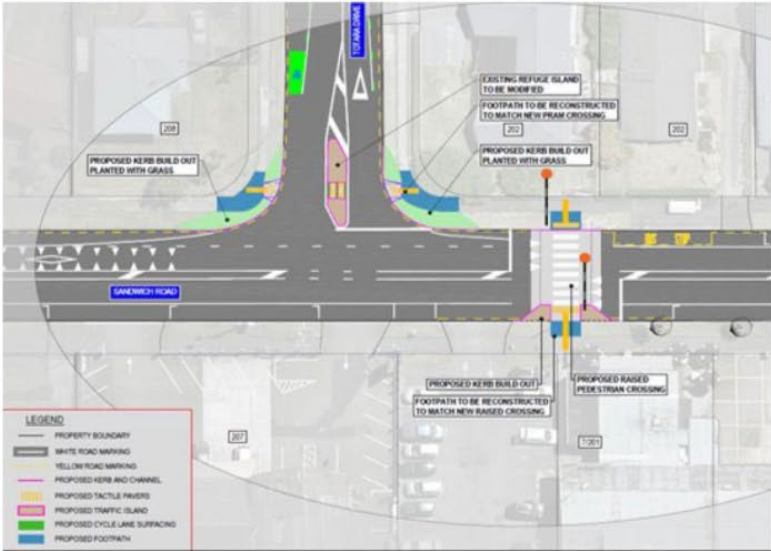 TOTARA DRIVE
EXISTING REFUGE ISLAND
TO BE MODIFIED
FOOTPATH TO BE RECONSTRUCTED
TO MATCH NEW PRAM CROSSING
208
202
202
PROPOSED KERB BUILD OUT
PLANTED WITH GRASS
PROPOSED KERB BUILD OUT
PLANTED WITH GRASS
SANDWICH ROAD
PROPOSED KERB BUILD OUT
PROPOSED RAISED
PEDESTRIAN CROSSING
FOOTPATH TO BE RECONSTRUCTED
TO MATCH NEW RAISED CROSSING
207
7/201
LEGEND
PROPERTY BOUNDARY
WHITE ROAD MARKING
YELLOW ROAD MARKING
PROPOSED KERB AND CHANNEL
PROPOSED TACTILE PAVERS
PROPOSED TRAFFIC ISLAND
PROPOSED CYCLE LANE SURFACING
PROPOSED FOOTPATH